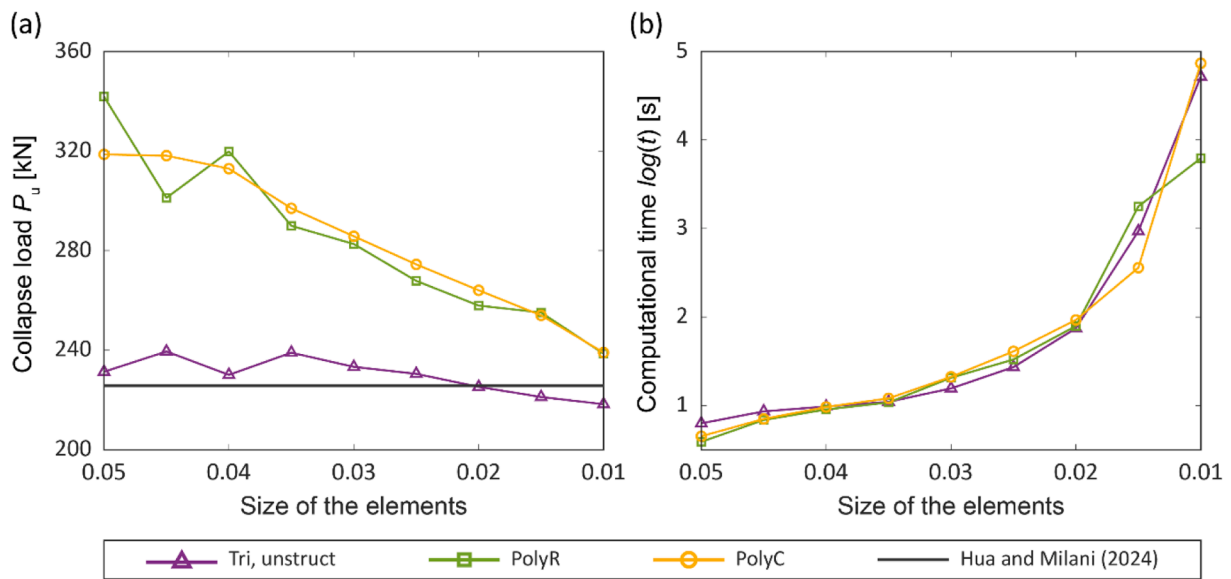 (a)
360
320
280
240
200
Collapse load Pu [kN]
0.05 0.04 0.03 0.02 0.01
Size of the elements
(b)
5
4
3
2
1
Computational time log(t) [s]
0.05 0.04 0.03 0.02 0.01
Size of the elements
Tri, unstruct PolyR PolyC Hua and Milani (2024)